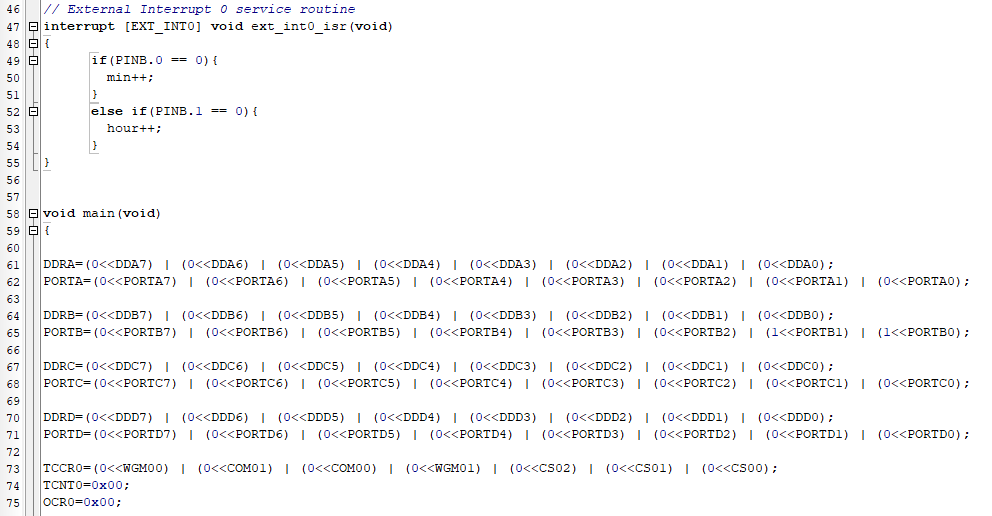 46 // External Interrupt 0 service routine
47 interrupt [EXT_INT0] void ext_int0_isr(void)
48 {
49 if(PINB.0 == 0){
50 min++;
51 }
52 else if(PINB.1 == 0){
53 hour++;
54 }
55 }
56
57
58 void main(void)
59 {
60
61 DDRA=(0<<DDA7) | (0<<DDA6) | (0<<DDA5) | (0<<DDA4) | (0<<DDA3) | (0<<DDA2) | (0<<DDA1) | (0<<DDA0);
62 PORTA=(0<<PORTA7) | (0<<PORTA6) | (0<<PORTA5) | (0<<PORTA4) | (0<<PORTA3) | (0<<PORTA2) | (0<<PORTA1) | (0<<PORTA0);
63
64 DDRB=(0<<DDB7) | (0<<DDB6) | (0<<DDB5) | (0<<DDB4) | (0<<DDB3) | (0<<DDB2) | (0<<DDB1) | (0<<DDB0);
65 PORTB=(0<<PORTB7) | (0<<PORTB6) | (0<<PORTB5) | (0<<PORTB4) | (0<<PORTB3) | (0<<PORTB2) | (1<<PORTB1) | (1<<PORTB0);
66
67 DDRC=(0<<DDC7) | (0<<DDC6) | (0<<DDC5) | (0<<DDC4) | (0<<DDC3) | (0<<DDC2) | (0<<DDC1) | (0<<DDC0);
68 PORTC=(0<<PORTC7) | (0<<PORTC6) | (0<<PORTC5) | (0<<PORTC4) | (0<<PORTC3) | (0<<PORTC2) | (0<<PORTC1) | (0<<PORTC0);
69
70 DDRD=(0<<DDD7) | (0<<DDD6) | (0<<DDD5) | (0<<DDD4) | (0<<DDD3) | (0<<DDD2) | (0<<DDD1) | (0<<DDD0);
71 PORTD=(0<<PORTD7) | (0<<PORTD6) | (0<<PORTD5) | (0<<PORTD4) | (0<<PORTD3) | (0<<PORTD2) | (0<<PORTD1) | (0<<PORTD0);
72
73 TCCR0=(0<<WGM00) | (0<<COM01) | (0<<COM00) | (0<<WGM01) | (0<<CS02) | (0<<CS01) | (0<<CS00);
74 TCNT0=0x00;
75 OCR0=0x00;